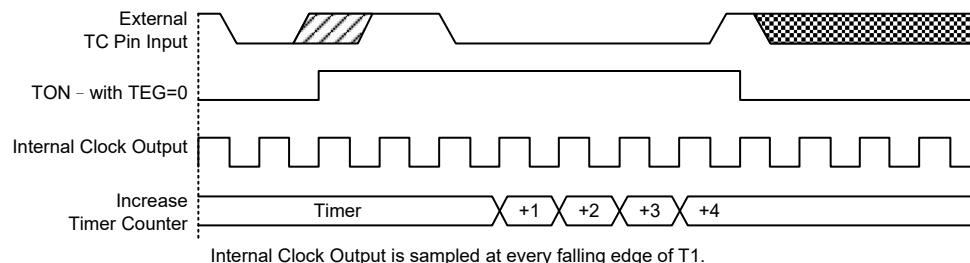 External
TC Pin Input
TON – with TEG=0
Internal Clock Output
Increase
Timer Counter
Timer +1 +2 +3 +4
Internal Clock Output is sampled at every falling edge of T1.